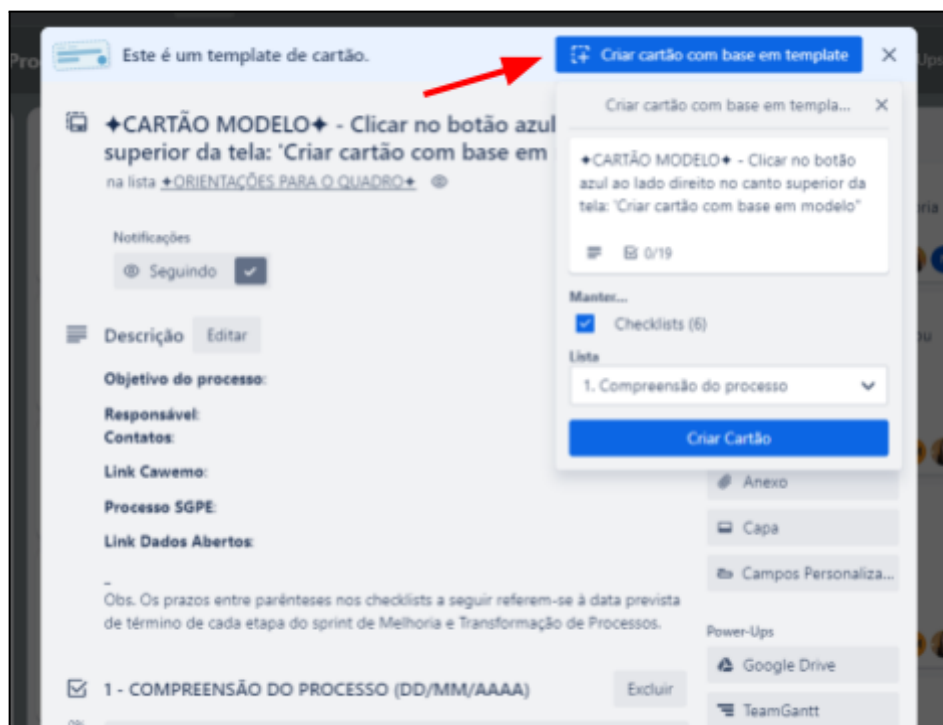 Pro
Este é um template de cartão.
Criar cartão com base em template
Ups
✦CARTÃO MODELO✦ - Clicar no botão azul
superior da tela: 'Criar cartão com base em
na lista ✦ORIENTAÇÕES PARA O QUADRO✦
Notificações
Seguindo
Descrição
Editar
Objetivo do processo:
Responsável:
Contatos:
Link Cawemo:
Processo SGPE:
Link Dados Abertos:
_
Obs. Os prazos entre parênteses nos checklists a seguir referem-se à data prevista
de término de cada etapa do sprint de Melhoria e Transformação de Processos.
1 - COMPREENSÃO DO PROCESSO (DD/MM/AAAA)
Excluir
Criar cartão com base em templa...
✦CARTÃO MODELO✦ - Clicar no botão
azul ao lado direito no canto superior da
tela: 'Criar cartão com base em modelo"
0/19
Manter...
Checklists (6)
Lista
1. Compreensão do processo
Criar Cartão
Anexo
Capa
Campos Personaliza...
Power-Ups
Google Drive
TeamGantt